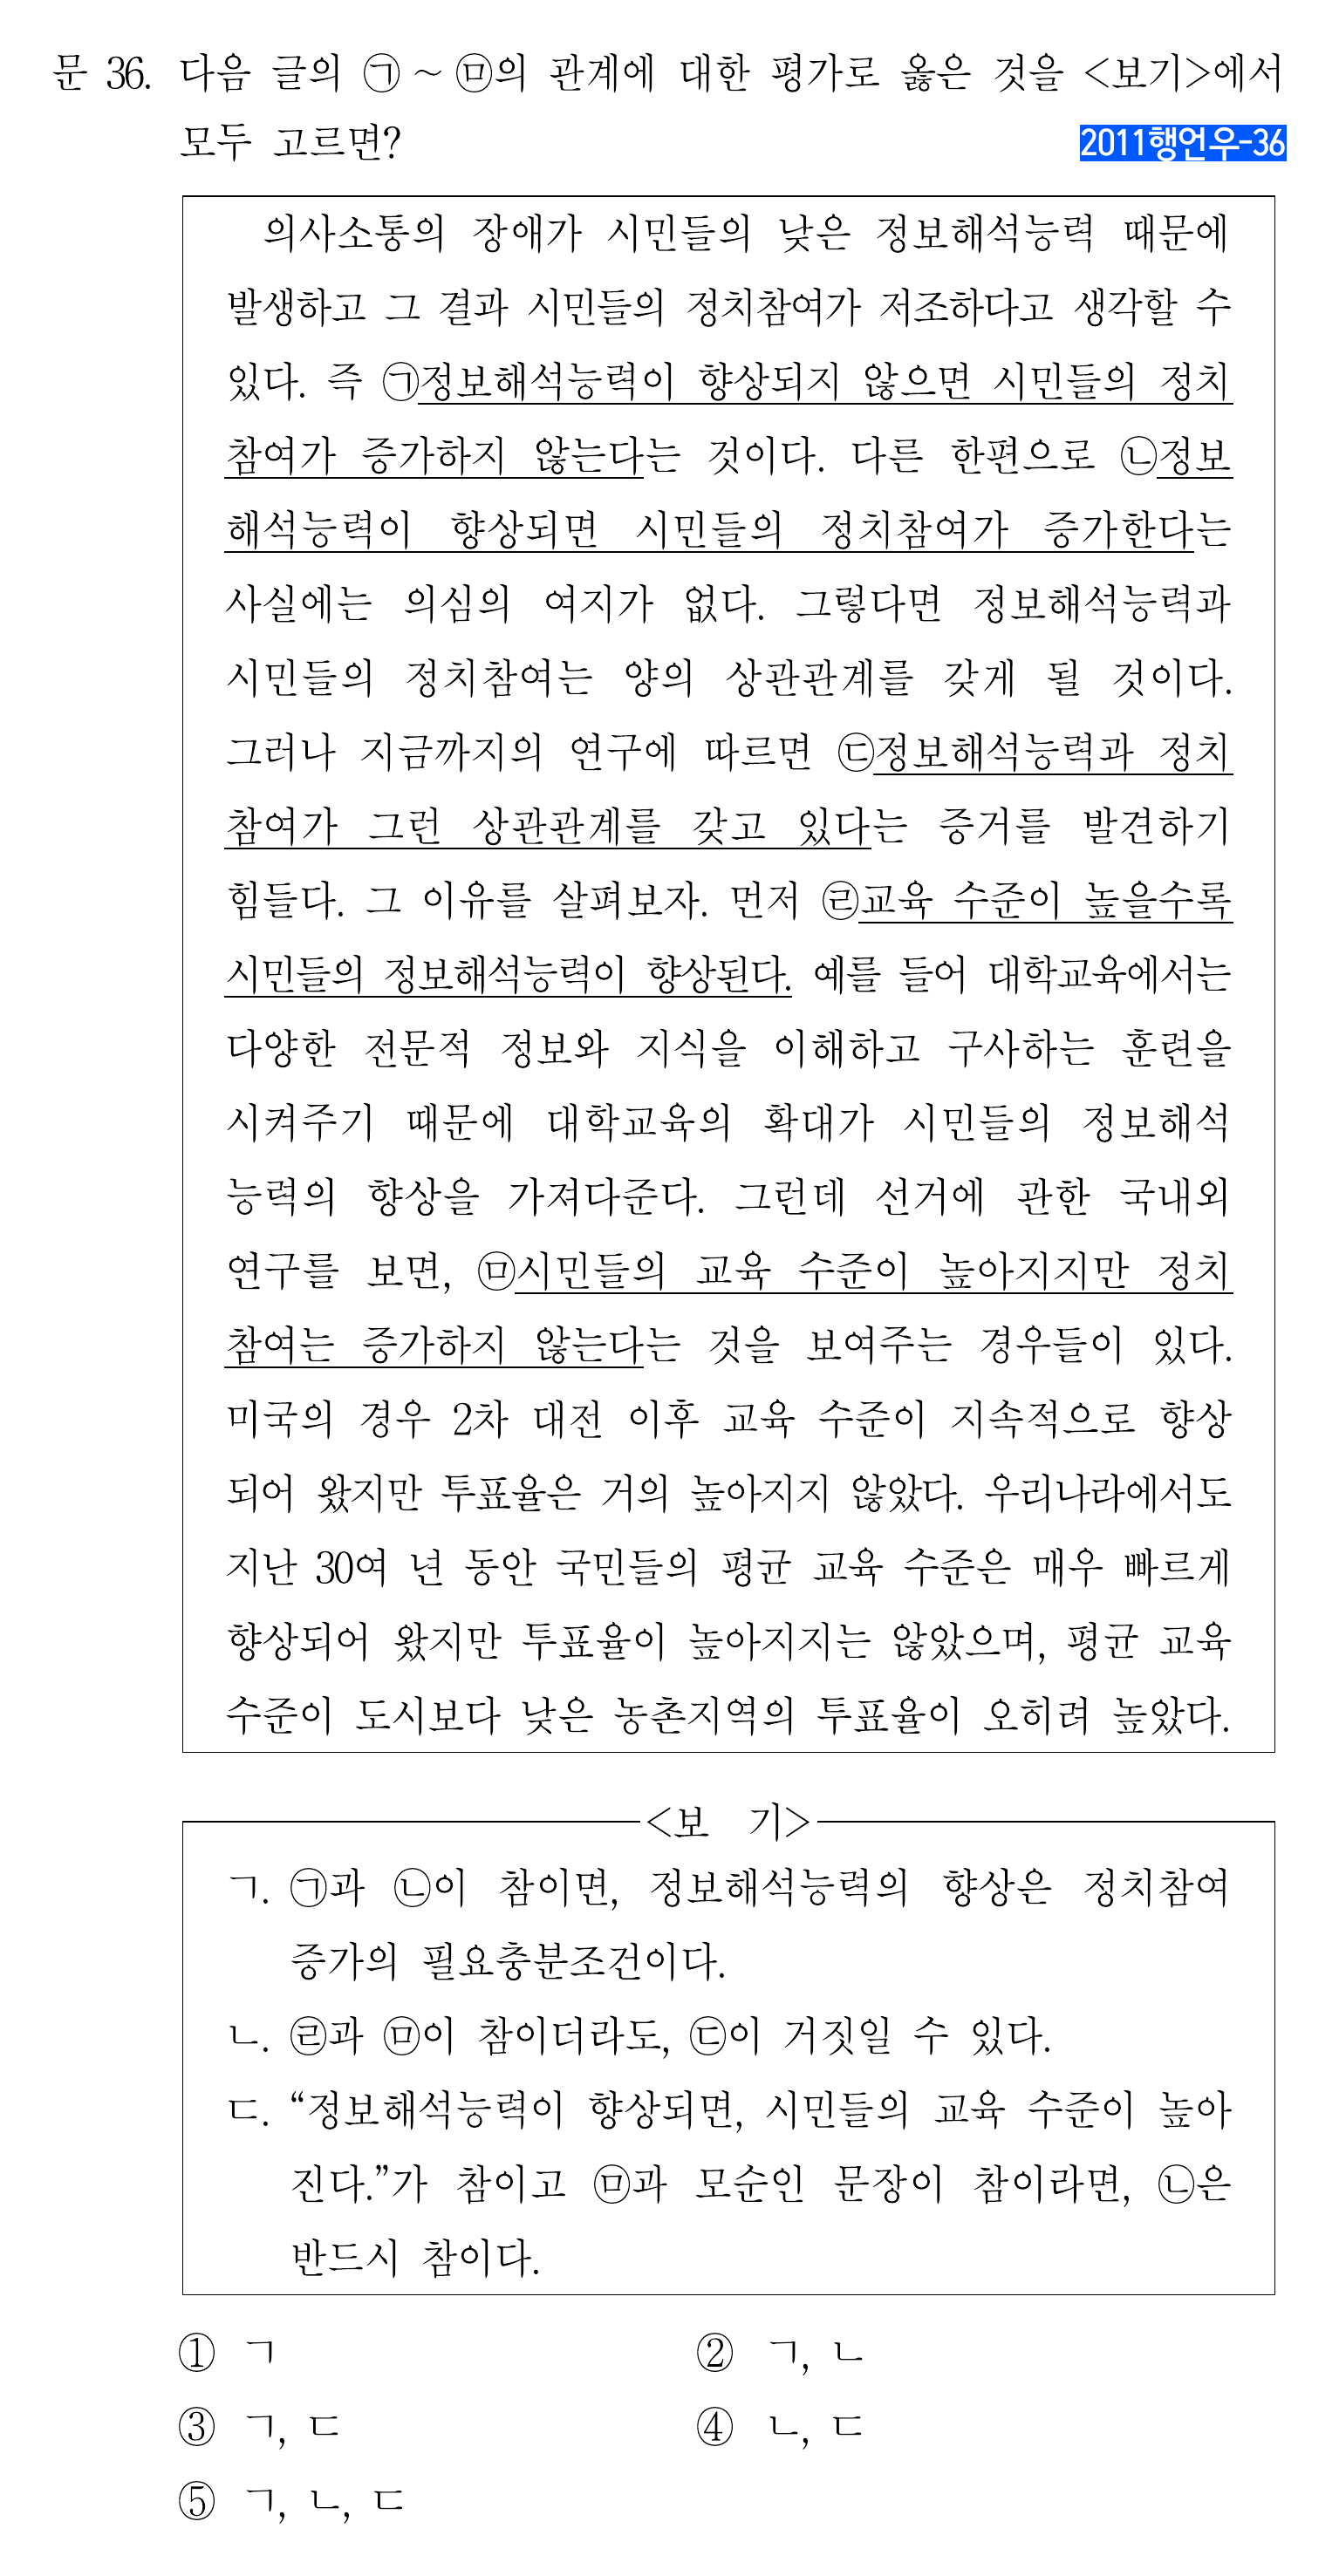 문 36. 다음 글의 ㉠~㉤의 관계에 대한 평가로 옳은 것을 <보기>에서
모두 고르면?
2011행언우-36
의사소통의 장애가 시민들의 낮은 정보해석능력 때문에
발생하고 그 결과 시민들의 정치참여가 저조하다고 생각할 수
있다. 즉 ㉠정보해석능력이 향상되지 않으면 시민들의 정치
참여가 증가하지 않는다는 것이다. 다른 한편으로 ㉡정보
해석능력이 향상되면 시민들의 정치참여가 증가한다는
사실에는 의심의 여지가 없다. 그렇다면 정보해석능력과
시민들의 정치참여는 양의 상관관계를 갖게 될 것이다.
그러나 지금까지의 연구에 따르면 ㉢정보해석능력과 정치
참여가 그런 상관관계를 갖고 있다는 증거를 발견하기
힘들다. 그 이유를 살펴보자. 먼저 ㉣교육 수준이 높을수록
시민들의 정보해석능력이 향상된다. 예를 들어 대학교육에서는
다양한 전문적 정보와 지식을 이해하고 구사하는 훈련을
시켜주기 때문에 대학교육의 확대가 시민들의 정보해석
능력의 향상을 가져다준다. 그런데 선거에 관한 국내외
연구를 보면, ㉤시민들의 교육 수준이 높아지지만 정치
참여는 증가하지 않는다는 것을 보여주는 경우들이 있다.
미국의 경우 2차 대전 이후 교육 수준이 지속적으로 향상
되어 왔지만 투표율은 거의 높아지지 않았다. 우리나라에서도
지난 30여 년 동안 국민들의 평균 교육 수준은 매우 빠르게
향상되어 왔지만 투표율이 높아지지는 않았으며, 평균 교육
수준이 도시보다 낮은 농촌지역의 투표율이 오히려 높았다.
<보 기>
ㄱ. ㉠과 ㉡이 참이면, 정보해석능력의 향상은 정치참여
증가의 필요충분조건이다.
ㄴ. ㉣과 ㉤이 참이더라도, ㉢이 거짓일 수 있다.
ㄷ. “정보해석능력이 향상되면, 시민들의 교육 수준이 높아
진다.”가 참이고 ㉤과 모순인 문장이 참이라면, ㉡은
반드시 참이다.
① ㄱ ② ㄱ, ㄴ
③ ㄱ, ㄷ ④ ㄴ, ㄷ
⑤ ㄱ, ㄴ, ㄷ